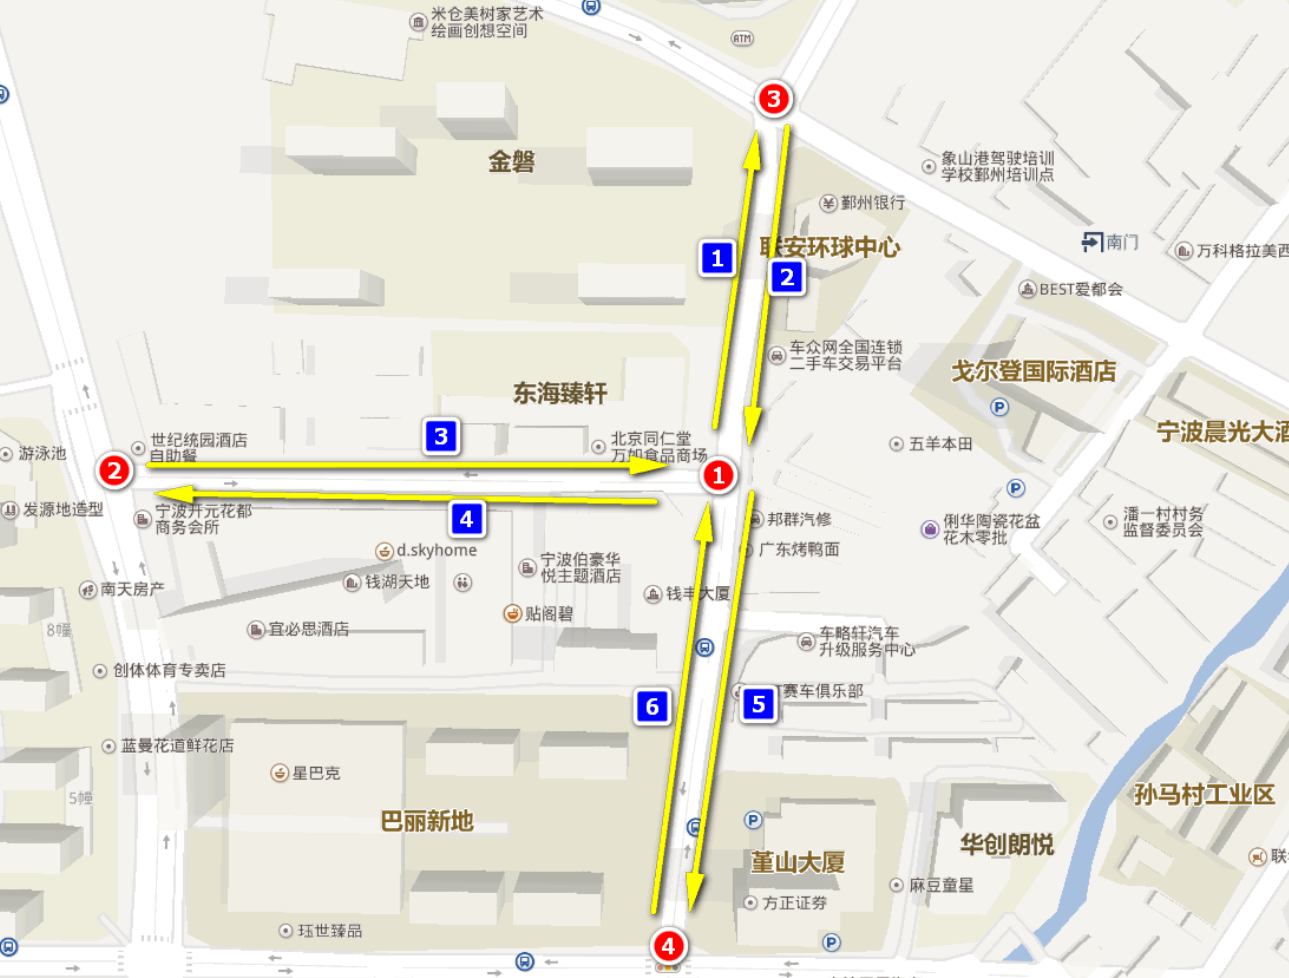 米仓美树家艺术
绘画创想空间
ATM
3
金磐
象山港驾驶培训
学校鄞州培训点
¥
鄞州银行
联安环球中心
南门
万科格拉美西
1
2
BEST爱都会
车众网全国连锁
二手车交易平台
戈尔登国际酒店
P
东海臻轩
宁波晨光大酒
世纪统园酒店
自助餐
3
北京同仁堂
万如食品商场
五羊本田
游泳池
2
1
P
发源地造型
宁波开元花都
商务会所
4
邦群汽修
俐华陶瓷花盆
花木零批
潘一村村务
监督委员会
d.skyhome
广东烤鸭面
钱湖天地
宁波伯豪华
悦主题酒店
南天房产
钱丰大厦
贴阁碧
8幢
宜必思酒店
车略轩汽车
升级服务中心
创体体育专卖店
赛车俱乐部
6
5
蓝曼花道鲜花店
星巴克
5幢
孙马村工业区
巴丽新地
P
华创朗悦
堇山大厦
联
麻豆童星
方正证券
珏世臻品
4
P